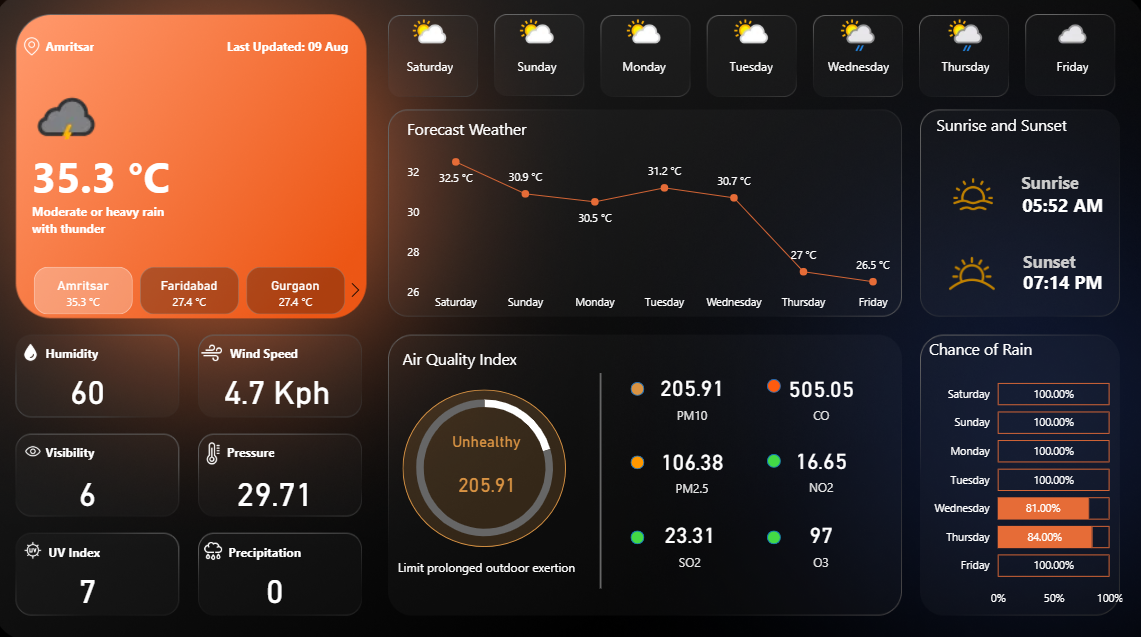 Amritsar
Last Updated: 09 Aug
35.3 °C
Moderate or heavy rain
with thunder
Amritsar
35.3 °C
Faridabad
27.4 °C
Gurgaon
27.4 °C
Saturday
Sunday
Monday
Tuesday
Wednesday
Thursday
Friday
Forecast Weather
32
30
28
26
32.5 °C
30.9 °C
30.5 °C
31.2 °C
30.7 °C
27 °C
26.5 °C
Saturday
Sunday
Monday
Tuesday
Wednesday
Thursday
Friday
Sunrise and Sunset
Sunrise
05:52 AM
Sunset
07:14 PM
Humidity
60
Wind Speed
4.7 Kph
Visibility
6
Pressure
29.71
UV
UV Index
7
Precipitation
0
Air Quality Index
Unhealthy
205.91
Limit prolonged outdoor exertion
205.91
PM10
505.05
CO
106.38
PM2.5
16.65
NO2
23.31
SO2
97
O3
Chance of Rain
Saturday 100.00%
Sunday 100.00%
Monday 100.00%
Tuesday 100.00%
Wednesday 81.00%
Thursday 84.00%
Friday 100.00%
0% 50% 100%